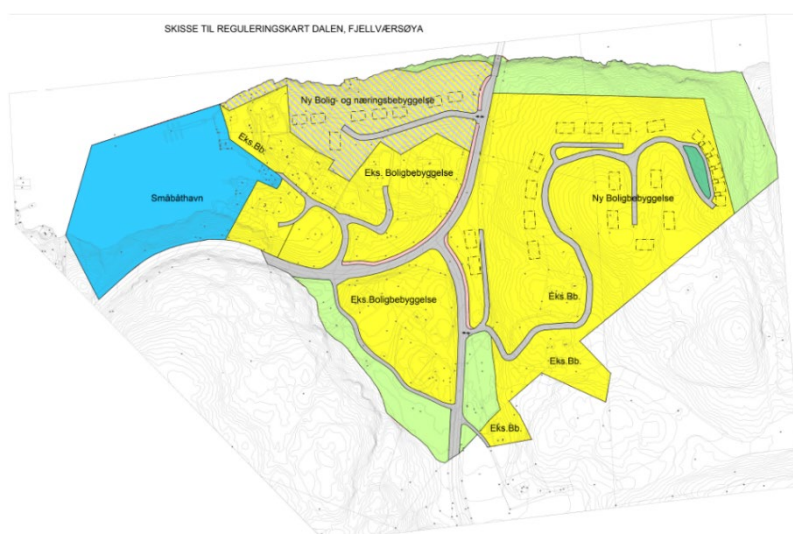 SKISSE TIL REGULERINGSKART DALEN, FJELLVÆRSØYA
Ny Bolig- og næringsbebyggelse
Eks.Bb.
Eks. Boligbebyggelse
Småbåthavn
Ny Boligbebyggelse
Eks.Boligbebyggelse
Eks.Bb.
Eks.Bb.
Eks.Bb.